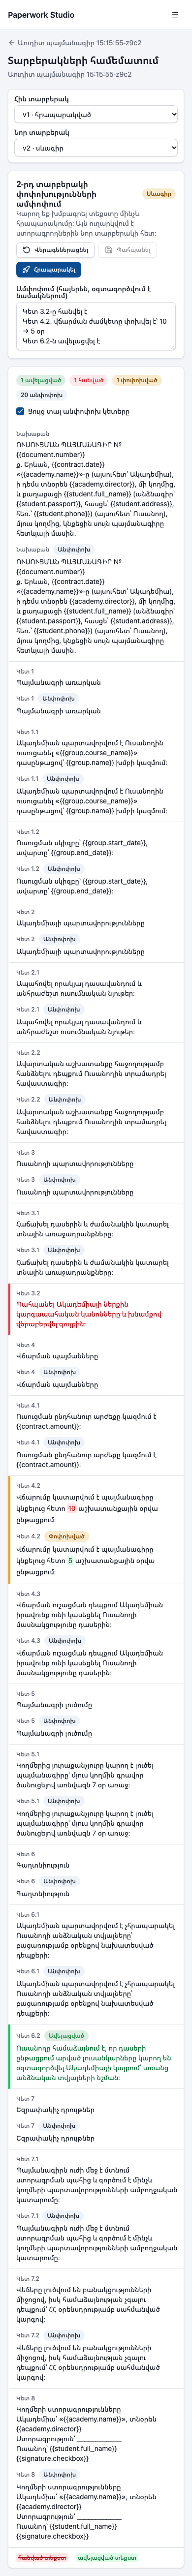 Paperwork Studio
← Աուդիտ պայմանագիր 15:15:55-z9c2
Տարբերակների համեմատում
Աուդիտ պայմանագիր 15:15:55-z9c2
Հին տարբերակ
v1 · հրապարակված
Նոր տարբերակ
v2 · սևագիր
2-րդ տարբերակի
փոփոխությունների
ամփոփում
Սևագիր
Կարող եք խմբագրել տեքստը մինչև
հրապարակումը։ Այն ուղարկվում է
ստորագրողներին նոր տարբերակի հետ։
Վերագեներացնել
Պահպանել
Հրապարակել
Ամփոփում (հայերեն, օգտագործվում է
նամակներում)
Կետ 3.2-ը հանվել է
Կետ 4.2. վճարման ժամկետը փոխվել է՝ 10
→ 5 օր
Կետ 6.2-ն ավելացվել է
1 ավելացված
1 հանված
1 փոփոխված
20 անփոփոխ
Ցույց տալ անփոփոխ կետերը
Նախաբան
ՈՒՍՈՒՑՄԱՆ ՊԱՅՄԱՆԱԳԻՐ №
{{document.number}}
ք. Երևան, {{contract.date}}
«{{academy.name}}»-ը (այսուհետ՝ Ակադեմիա),
ի դեմս տնօրեն {{academy.director}}, մի կողմից,
և քաղաքացի {{student.full_name}} (անձնագիր՝
{{student.passport}}, հասցե՝ {{student.address}},
հեռ.՝ {{student.phone}}) (այսուհետ՝ Ուսանող),
մյուս կողմից, կնքեցին սույն պայմանագիրը
հետևյալի մասին.
Նախաբան Անփոփոխ
ՈՒՍՈՒՑՄԱՆ ՊԱՅՄԱՆԱԳԻՐ №
{{document.number}}
ք. Երևան, {{contract.date}}
«{{academy.name}}»-ը (այսուհետ՝ Ակադեմիա),
ի դեմս տնօրեն {{academy.director}}, մի կողմից,
և քաղաքացի {{student.full_name}} (անձնագիր՝
{{student.passport}}, հասցե՝ {{student.address}},
հեռ.՝ {{student.phone}}) (այսուհետ՝ Ուսանող),
մյուս կողմից, կնքեցին սույն պայմանագիրը
հետևյալի մասին.
Կետ 1
Պայմանագրի առարկան
Կետ 1 Անփոփոխ
Պայմանագրի առարկան
Կետ 1.1
Ակադեմիան պարտավորվում է Ուսանողին
ուսուցանել «{{group.course_name}}»
դասընթացով՝ {{group.name}} խմբի կազմում։
Կետ 1.1 Անփոփոխ
Ակադեմիան պարտավորվում է Ուսանողին
ուսուցանել «{{group.course_name}}»
դասընթացով՝ {{group.name}} խմբի կազմում։
Կետ 1.2
Ուսուցման սկիզբը՝ {{group.start_date}},
ավարտը՝ {{group.end_date}}։
Կետ 1.2 Անփոփոխ
Ուսուցման սկիզբը՝ {{group.start_date}},
ավարտը՝ {{group.end_date}}։
Կետ 2
Ակադեմիայի պարտավորությունները
Կետ 2 Անփոփոխ
Ակադեմիայի պարտավորությունները
Կետ 2.1
Ապահովել որակյալ դասավանդում և
անհրաժեշտ ուսումնական նյութեր։
Կետ 2.1 Անփոփոխ
Ապահովել որակյալ դասավանդում և
անհրաժեշտ ուսումնական նյութեր։
Կետ 2.2
Ավարտական աշխատանքը հաջողությամբ
հանձնելու դեպքում Ուսանողին տրամադրել
հավաստագիր։
Կետ 2.2 Անփոփոխ
Ավարտական աշխատանքը հաջողությամբ
հանձնելու դեպքում Ուսանողին տրամադրել
հավաստագիր։
Կետ 3
Ուսանողի պարտավորությունները
Կետ 3 Անփոփոխ
Ուսանողի պարտավորությունները
Կետ 3.1
Հաճախել դասերին և ժամանակին կատարել
տնային առաջադրանքները։
Կետ 3.1 Անփոփոխ
Հաճախել դասերին և ժամանակին կատարել
տնային առաջադրանքները։
Կետ 3.2
Պահպանել Ակադեմիայի ներքին
կարգապահական կանոնները և խնամքով
վերաբերվել գույքին։
Կետ 4
Վճարման պայմանները
Կետ 4 Անփոփոխ
Վճարման պայմանները
Կետ 4.1
Ուսուցման ընդհանուր արժեքը կազմում է
{{contract.amount}}։
Կետ 4.1 Անփոփոխ
Ուսուցման ընդհանուր արժեքը կազմում է
{{contract.amount}}։
Կետ 4.2
Վճարումը կատարվում է պայմանագիրը
կնքելուց հետո 10 աշխատանքային օրվա
ընթացքում։
Կետ 4.2 Փոփոխված
Վճարումը կատարվում է պայմանագիրը
կնքելուց հետո 5 աշխատանքային օրվա
ընթացքում։
Կետ 4.3
Վճարման ուշացման դեպքում Ակադեմիան
իրավունք ունի կասեցնել Ուսանողի
մասնակցությունը դասերին։
Կետ 4.3 Անփոփոխ
Վճարման ուշացման դեպքում Ակադեմիան
իրավունք ունի կասեցնել Ուսանողի
մասնակցությունը դասերին։
Կետ 5
Պայմանագրի լուծումը
Կետ 5 Անփոփոխ
Պայմանագրի լուծումը
Կետ 5.1
Կողմերից յուրաքանչյուրը կարող է լուծել
պայմանագիրը՝ մյուս կողմին գրավոր
ծանուցելով առնվազն 7 օր առաջ։
Կետ 5.1 Անփոփոխ
Կողմերից յուրաքանչյուրը կարող է լուծել
պայմանագիրը՝ մյուս կողմին գրավոր
ծանուցելով առնվազն 7 օր առաջ։
Կետ 6
Գաղտնիություն
Կետ 6 Անփոփոխ
Գաղտնիություն
Կետ 6.1
Ակադեմիան պարտավորվում է չհրապարակել
Ուսանողի անձնական տվյալները՝
բացառությամբ օրենքով նախատեսված
դեպքերի։
Կետ 6.1 Անփոփոխ
Ակադեմիան պարտավորվում է չհրապարակել
Ուսանողի անձնական տվյալները՝
բացառությամբ օրենքով նախատեսված
դեպքերի։
Կետ 6.2 Ավելացված
Ուսանողը համաձայնում է, որ դասերի
ընթացքում արված լուսանկարները կարող են
օգտագործվել Ակադեմիայի կայքում՝ առանց
անձնական տվյալների նշման։
Կետ 7
Եզրափակիչ դրույթներ
Կետ 7 Անփոփոխ
Եզրափակիչ դրույթներ
Կետ 7.1
Պայմանագիրն ուժի մեջ է մտնում
ստորագրման պահից և գործում է մինչև
կողմերի պարտավորությունների ամբողջական
կատարումը։
Կետ 7.1 Անփոփոխ
Պայմանագիրն ուժի մեջ է մտնում
ստորագրման պահից և գործում է մինչև
կողմերի պարտավորությունների ամբողջական
կատարումը։
Կետ 7.2
Վեճերը լուծվում են բանակցությունների
միջոցով, իսկ համաձայնության չգալու
դեպքում՝ ՀՀ օրենսդրությամբ սահմանված
կարգով։
Կետ 7.2 Անփոփոխ
Վեճերը լուծվում են բանակցությունների
միջոցով, իսկ համաձայնության չգալու
դեպքում՝ ՀՀ օրենսդրությամբ սահմանված
կարգով։
Կետ 8
Կողմերի ստորագրությունները
Ակադեմիա՝ «{{academy.name}}», տնօրեն
{{academy.director}}
Ստորագրություն՝ ______________
Ուսանող՝ {{student.full_name}}
{{signature.checkbox}}
Կետ 8 Անփոփոխ
Կողմերի ստորագրությունները
Ակադեմիա՝ «{{academy.name}}», տնօրեն
{{academy.director}}
Ստորագրություն՝ ______________
Ուսանող՝ {{student.full_name}}
{{signature.checkbox}}
հանված տեքստ ավելացված տեքստ